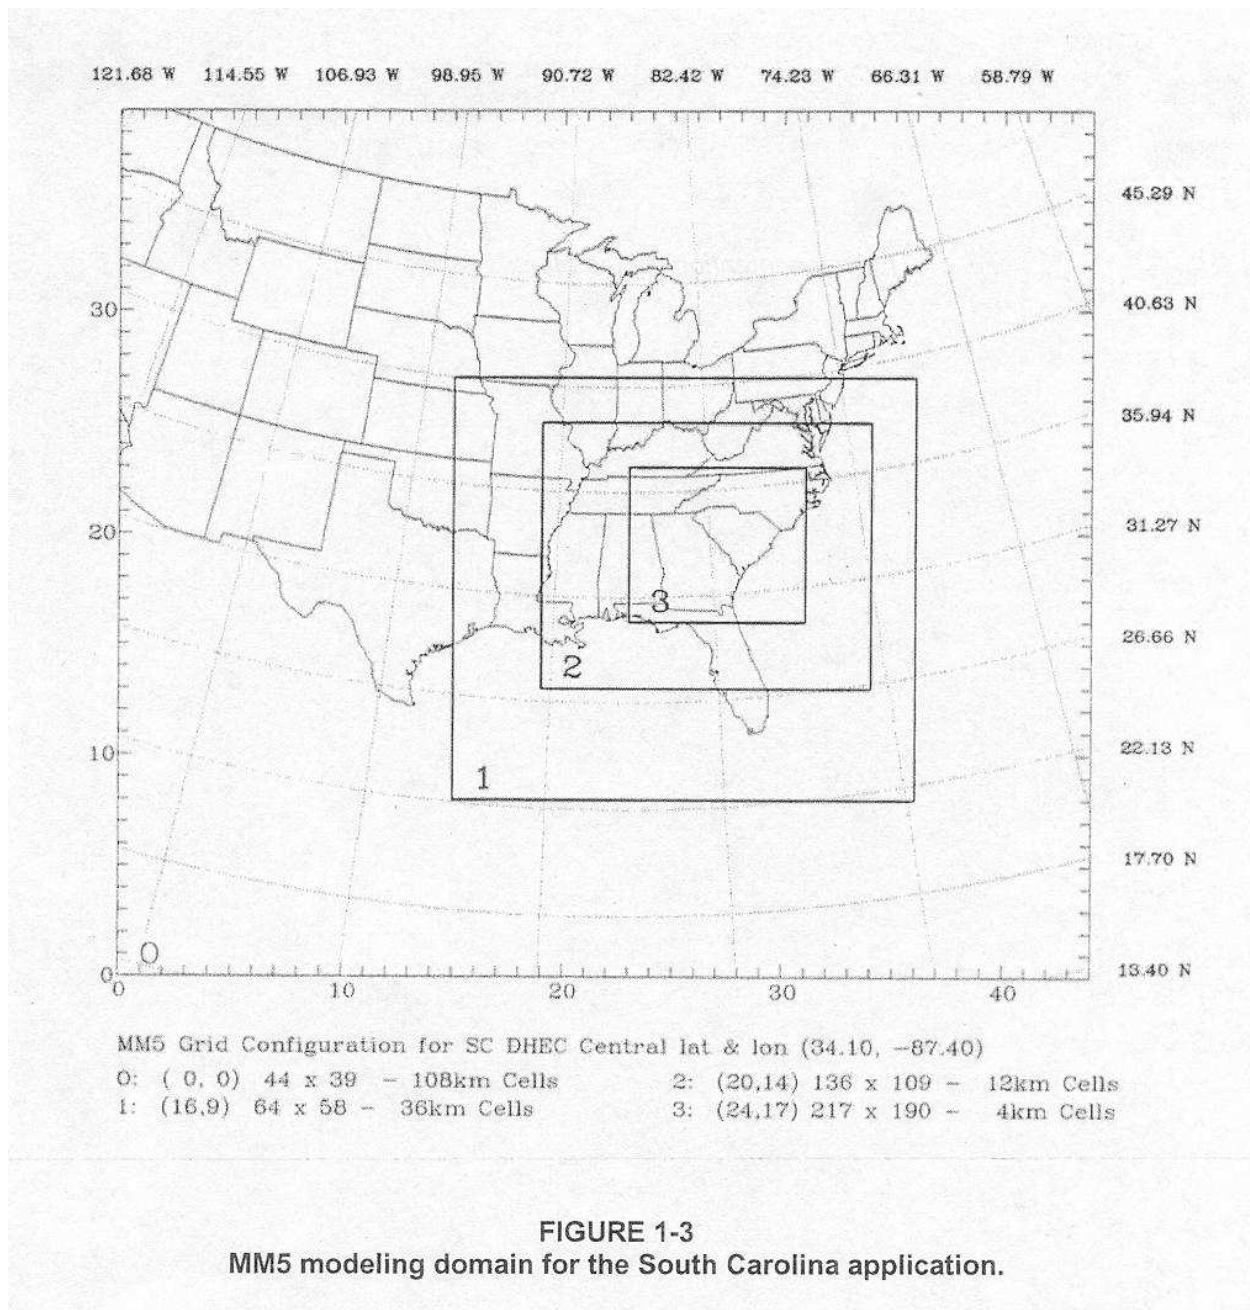 121.68 W 114.55 W 106.93 W 98.95 W 90.72 W 82.42 W 74.23 W 66.31 W 58.79 W
45.29 N
30
40.63 N
35.94 N
20
31.27 N
3
26.66 N
2
10
22.13 N
1
17.70 N
0
0
13.40 N
0 10 20 30 40
MM5 Grid Configuration for SC DHEC Central lat & lon (34.10, −87.40)
0: ( 0, 0) 44 x 39 − 108km Cells 2: (20,14) 136 x 109 − 12km Cells
1: (16,9) 64 x 58 − 36km Cells 3: (24,17) 217 x 190 − 4km Cells
FIGURE 1-3
MM5 modeling domain for the South Carolina application.